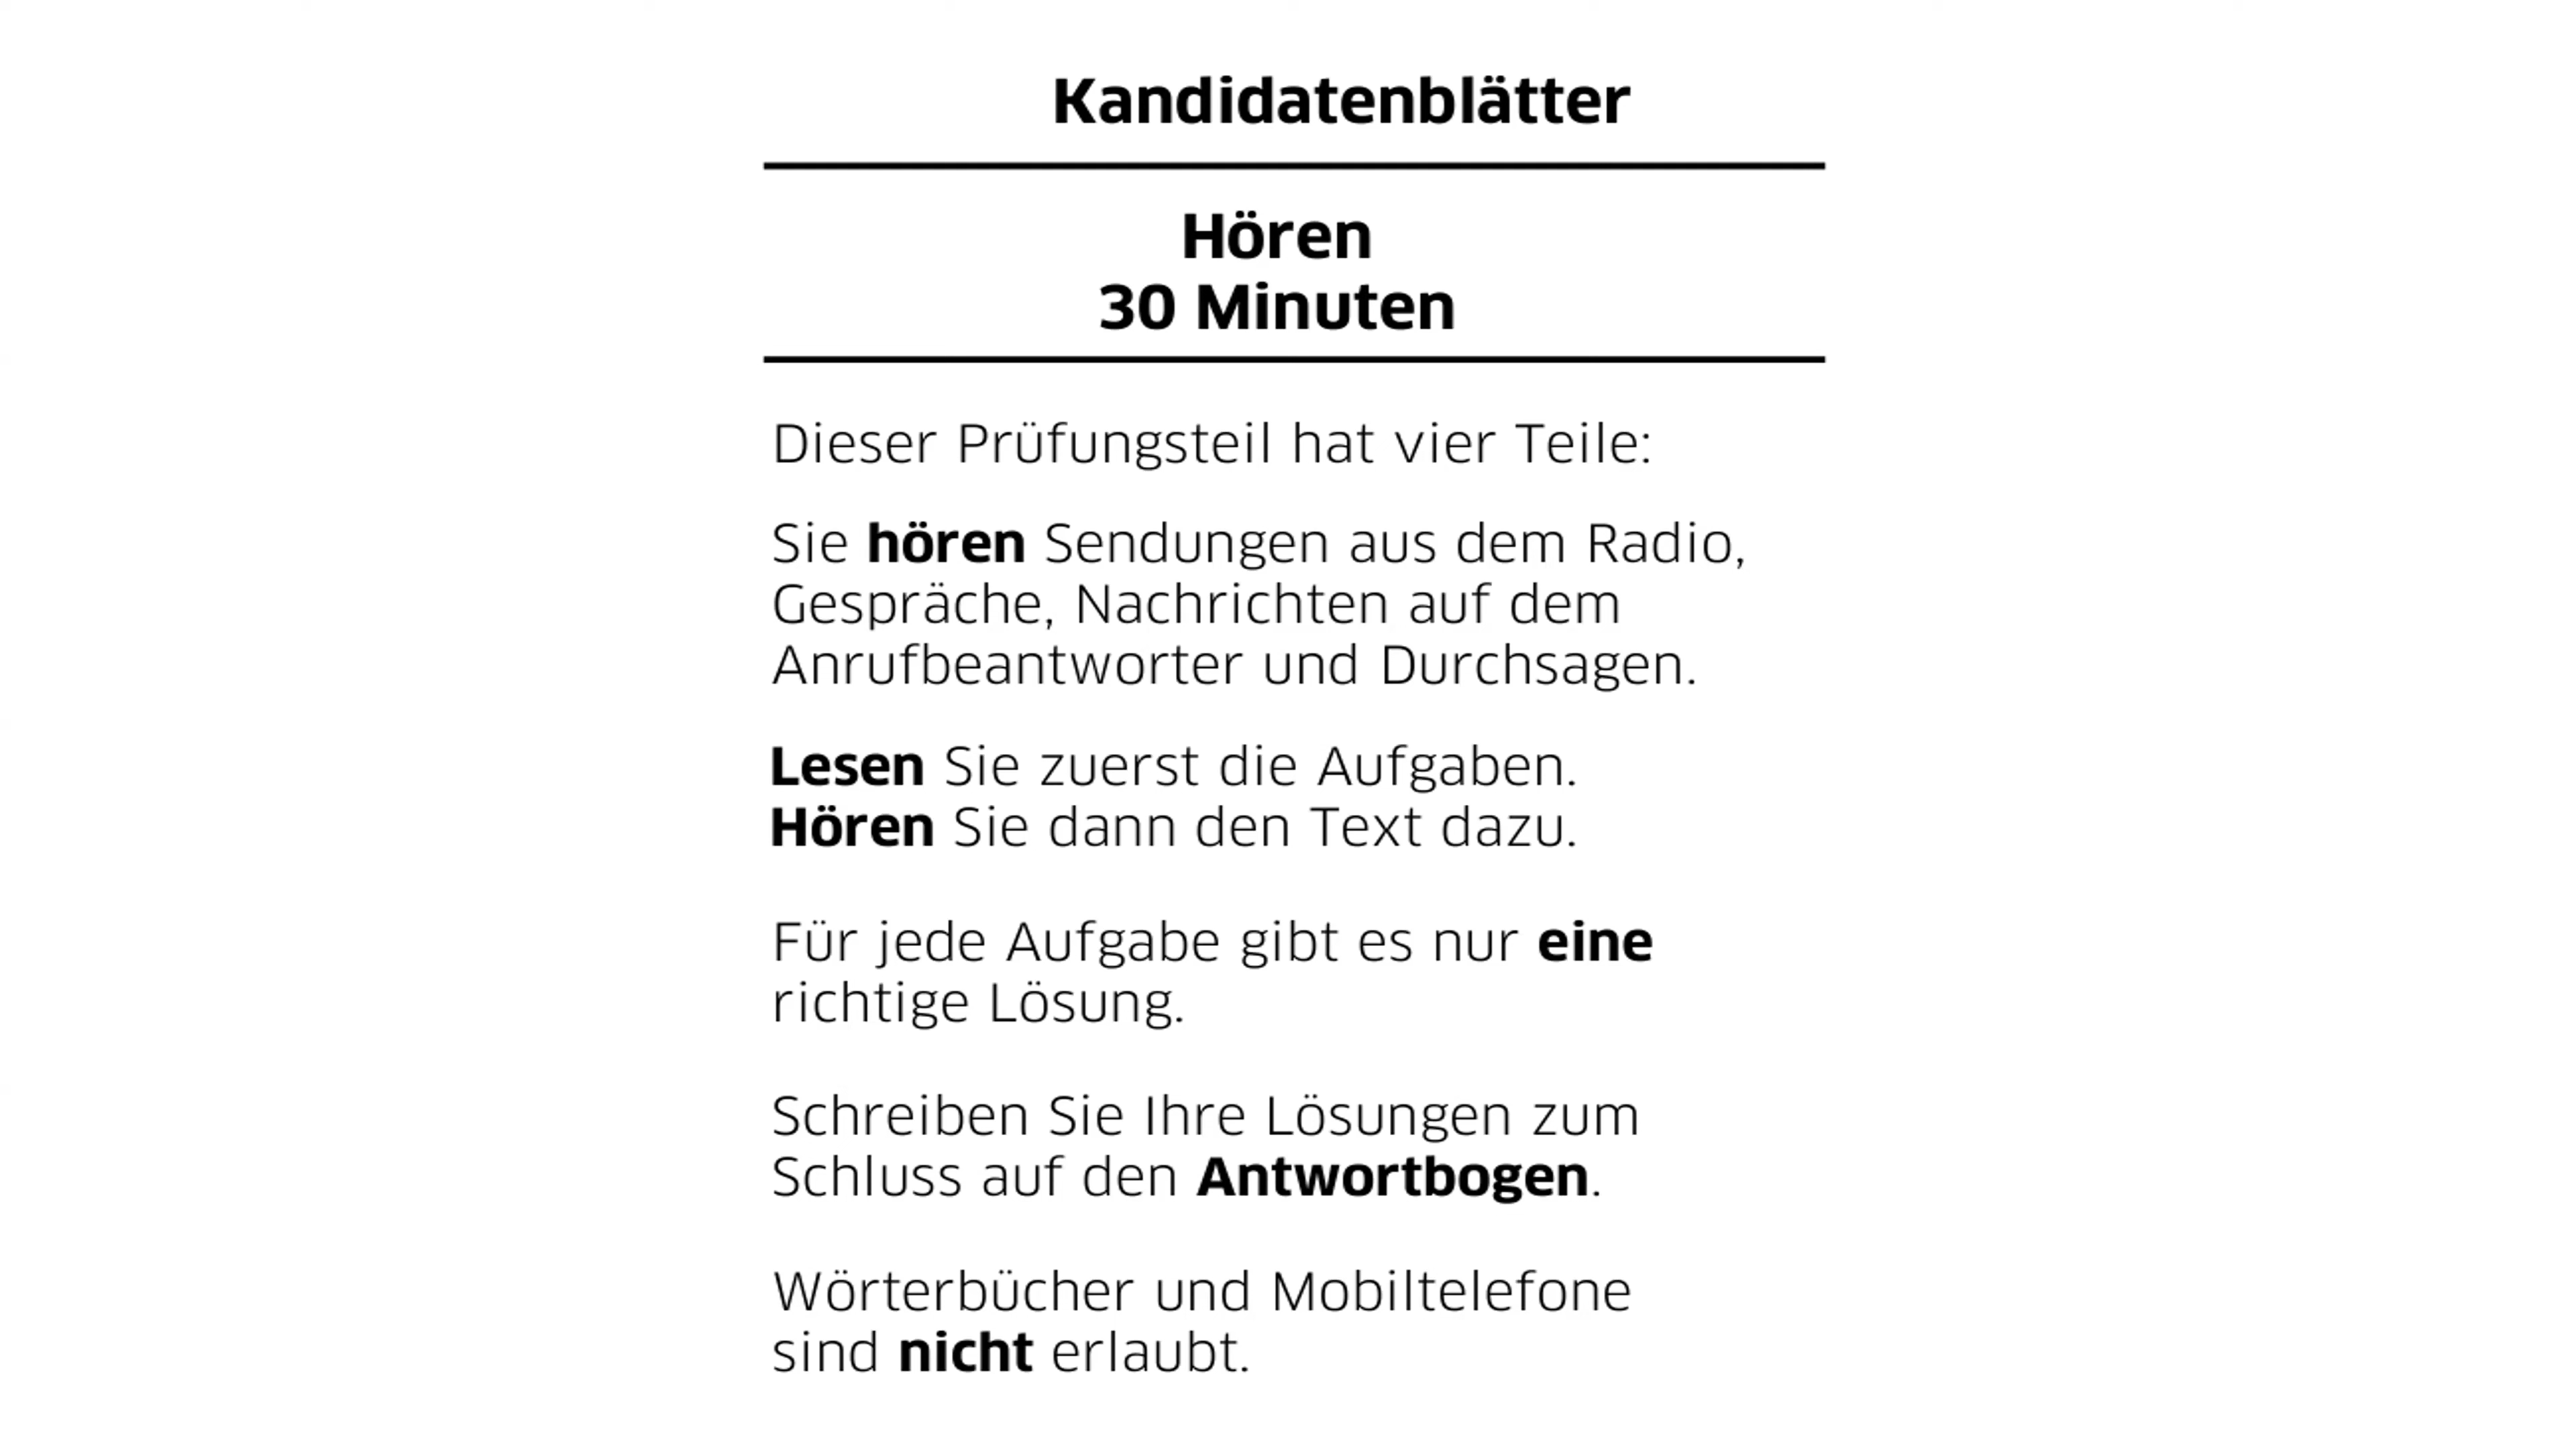 Kandidatenblätter
Hören
30 Minuten
Dieser Prüfungsteil hat vier Teile:
Sie hören Sendungen aus dem Radio,
Gespräche, Nachrichten auf dem
Anrufbeantworter und Durchsagen.
Lesen Sie zuerst die Aufgaben.
Hören Sie dann den Text dazu.
Für jede Aufgabe gibt es nur eine
richtige Lösung.
Schreiben Sie Ihre Lösungen zum
Schluss auf den Antwortbogen.
Wörterbücher und Mobiltelefone
sind nicht erlaubt.